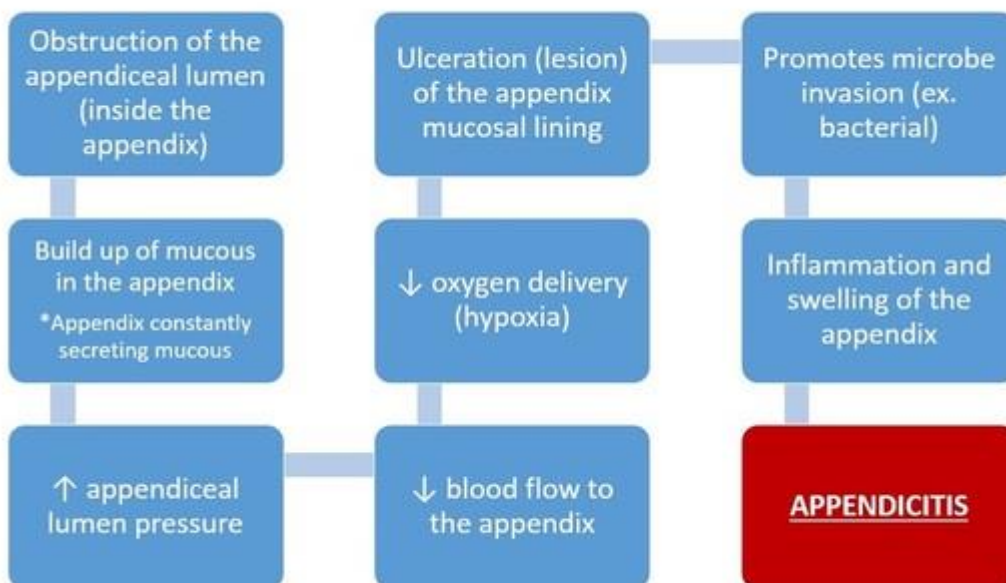 Obstruction of the
appendiceal lumen
(inside the
appendix)
Build up of mucous
in the appendix
*Appendix constantly
secreting mucous
↑ appendiceal
lumen pressure
↓ blood flow to
the appendix
↓ oxygen delivery
(hypoxia)
Ulceration (lesion)
of the appendix
mucosal lining
Promotes microbe
invasion (ex.
bacterial)
Inflammation and
swelling of the
appendix
APPENDICITIS